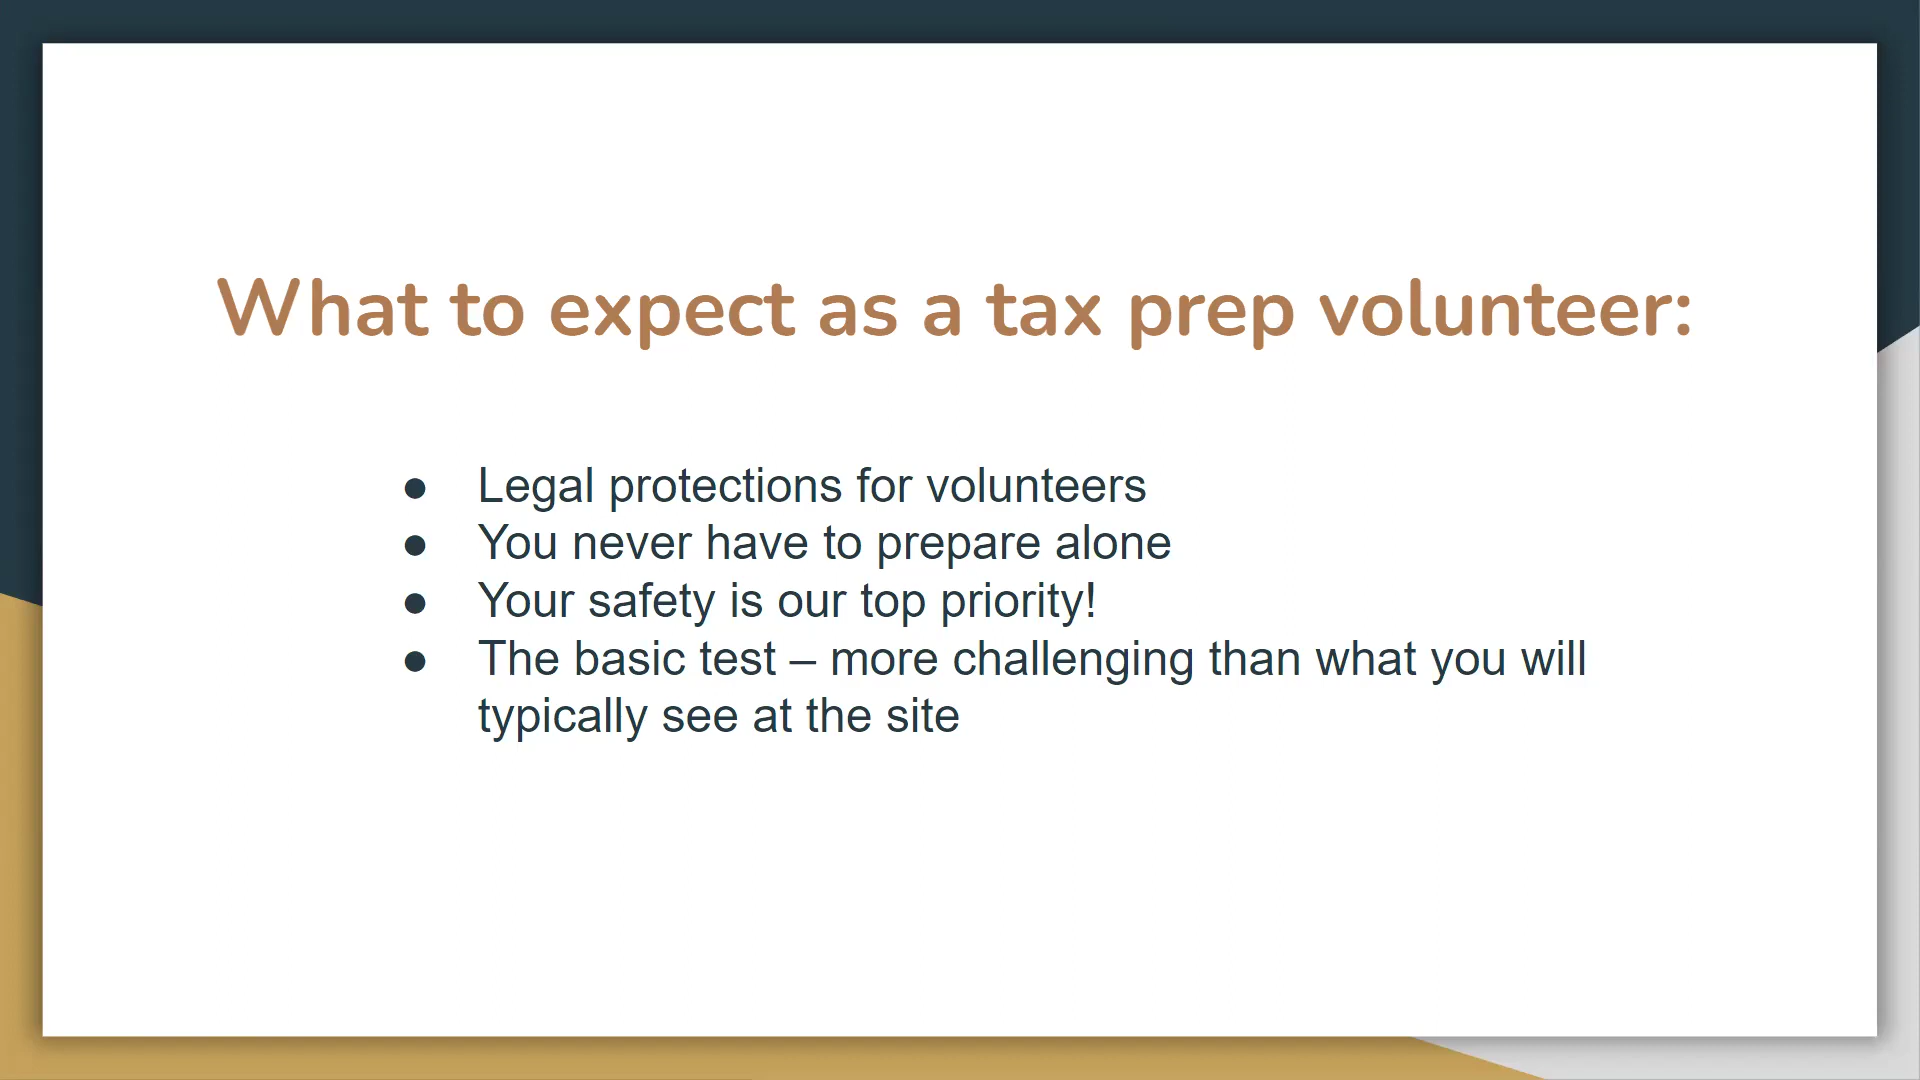 What to expect as a tax prep volunteer:
● Legal protections for volunteers
● You never have to prepare alone
● Your safety is our top priority!
● The basic test – more challenging than what you will
typically see at the site